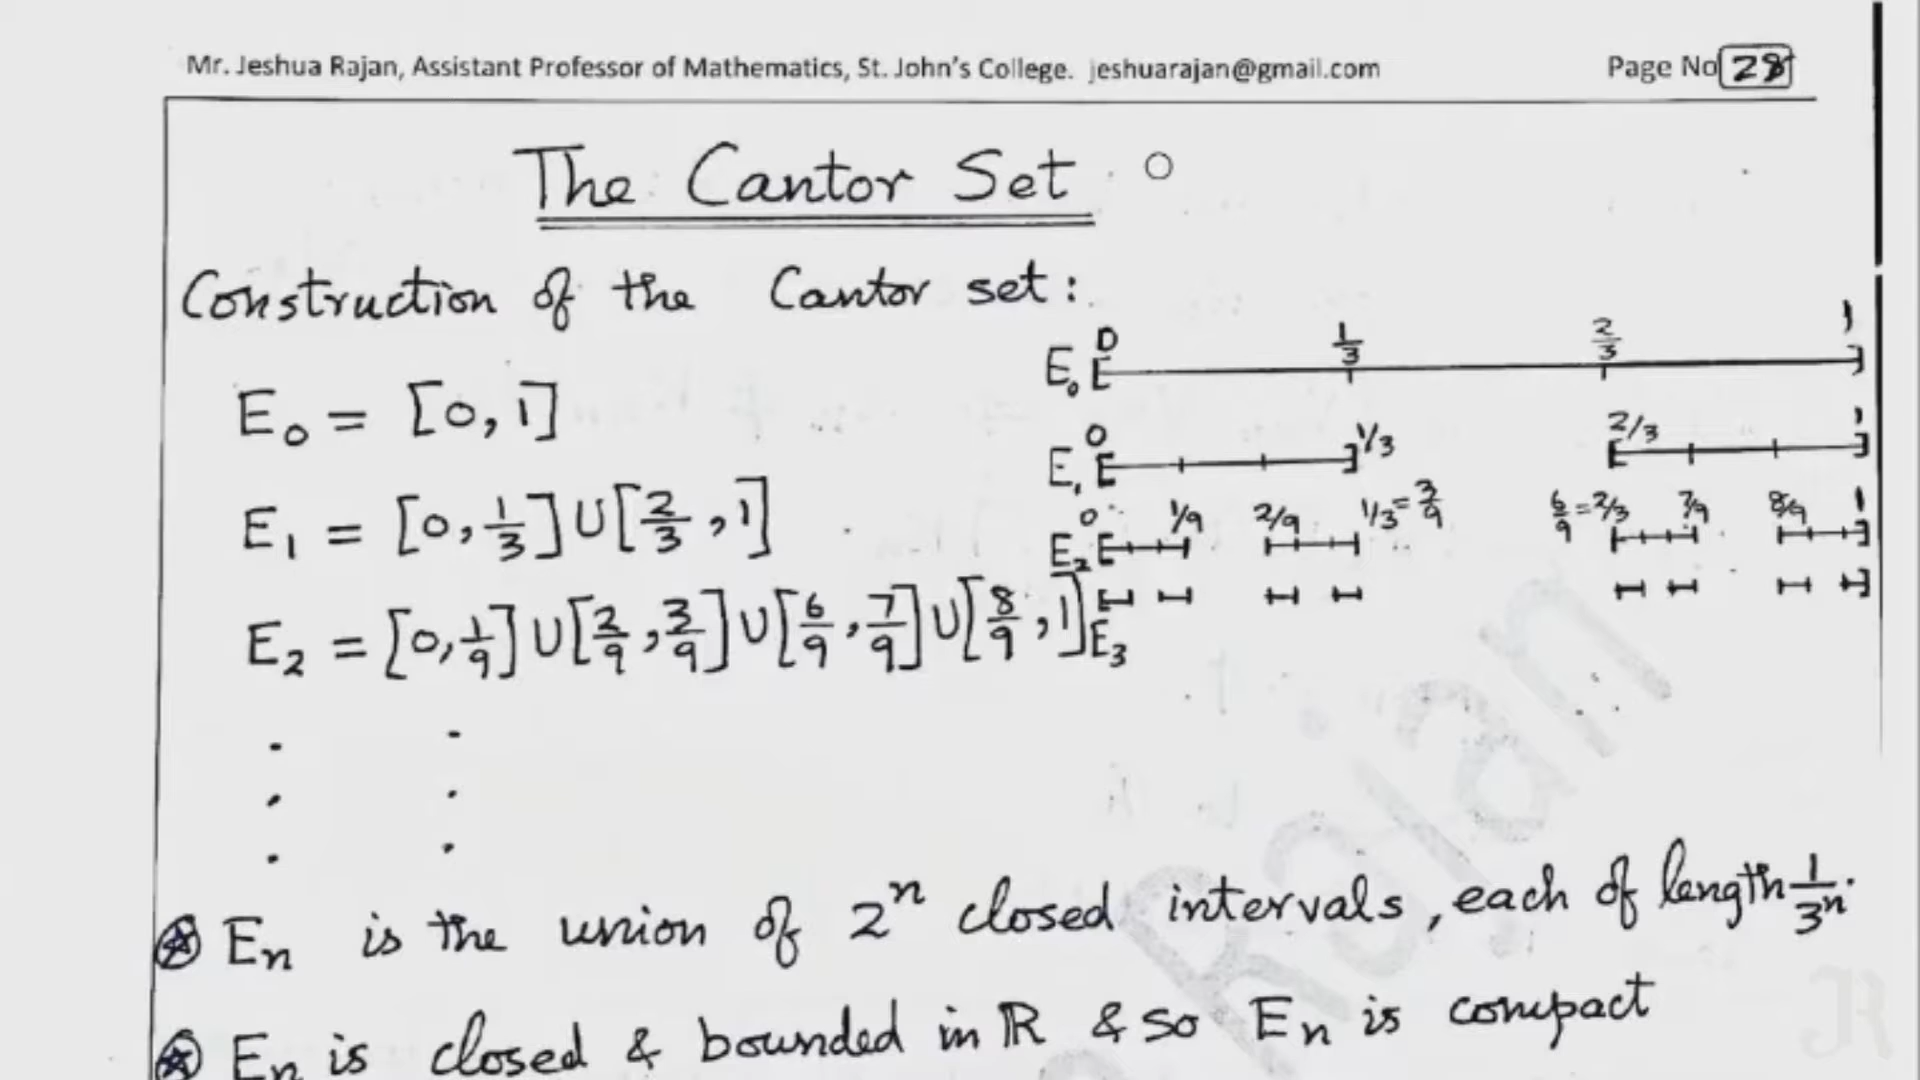 Mr. Jeshua Rajan, Assistant Professor of Mathematics, St. John's College. jeshuarajan@gmail.com Page No 28
The Cantor Set
Construction of the Cantor set:
E₀ = [0, 1]
E₁ = [0, 1/3] ∪ [2/3, 1]
E₂ = [0, 1/9] ∪ [2/9, 3/9] ∪ [6/9, 7/9] ∪ [8/9, 1]
E₀ 0 1/3 2/3 1
E₁ 0 1/3 2/3 1
E₂ 0 1/9 2/9 1/3 = 3/9 6/9 = 2/3 7/9 8/9 1
E₃
Eₙ is the union of 2ⁿ closed intervals, each of length 1/3ⁿ.
Eₙ is closed & bounded in ℝ & so Eₙ is compact
Rajan
JR